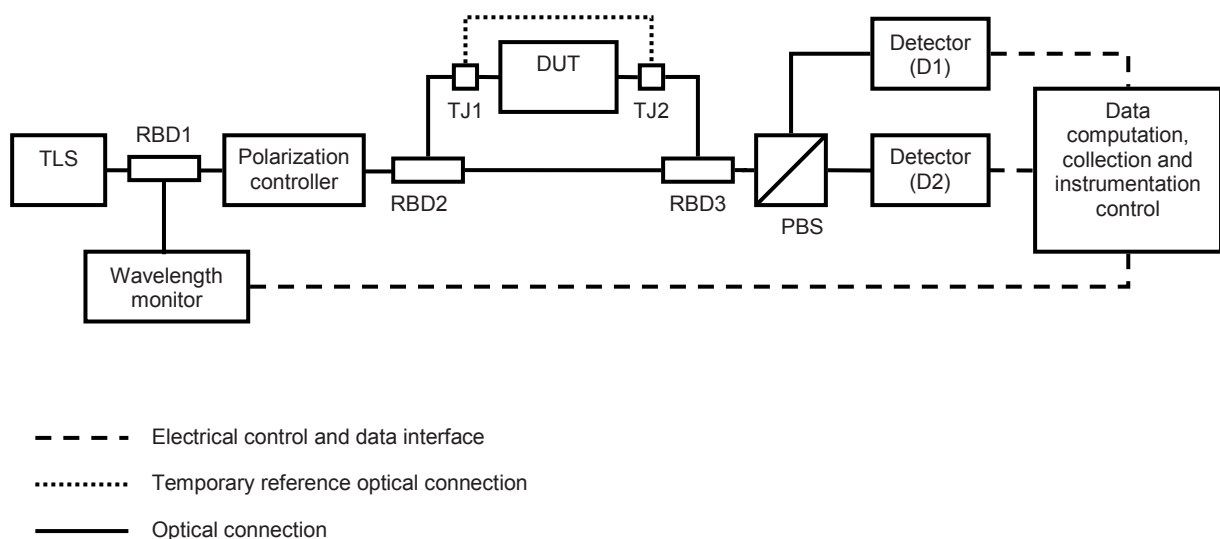 TLS
RBD1
Polarization
controller
RBD2
TJ1
DUT
TJ2
RBD3
PBS
Detector
(D1)
Detector
(D2)
Data
computation,
collection and
instrumentation
control
Wavelength
monitor
Electrical control and data interface
Temporary reference optical connection
Optical connection